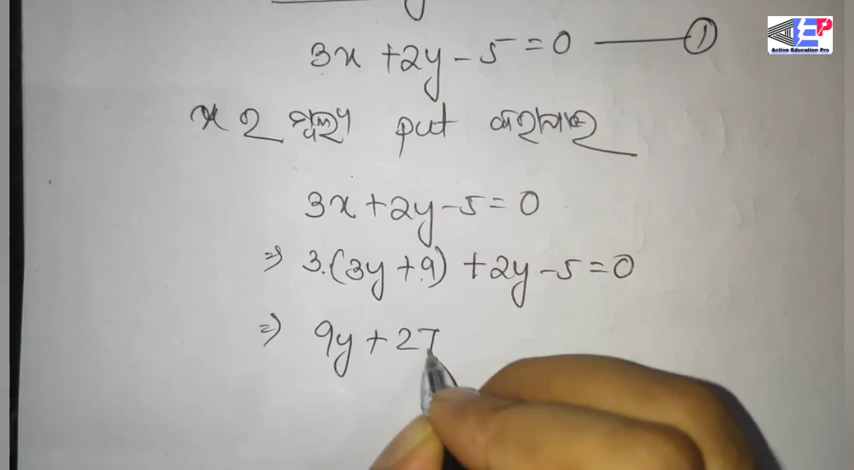 3x + 2y - 5 = 0 —— ①
EP
Active Education Pro
x ର ମୂଲ୍ୟ put କରାଯାଇ
3x + 2y - 5 = 0
⇒ 3.(3y + 9) + 2y - 5 = 0
⇒ 9y + 27